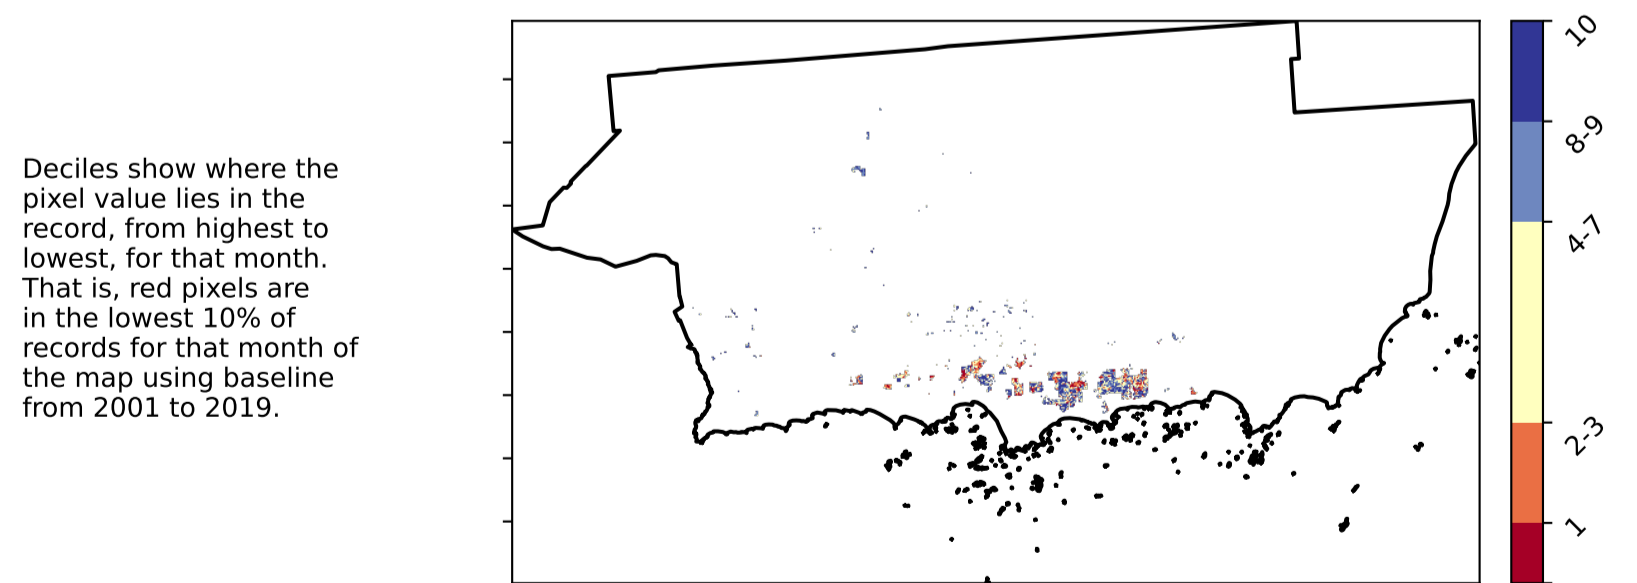 Deciles show where the
pixel value lies in the
record, from highest to
lowest, for that month.
That is, red pixels are
in the lowest 10% of
records for that month of
the map using baseline
from 2001 to 2019.
10
8-9
4-7
2-3
1